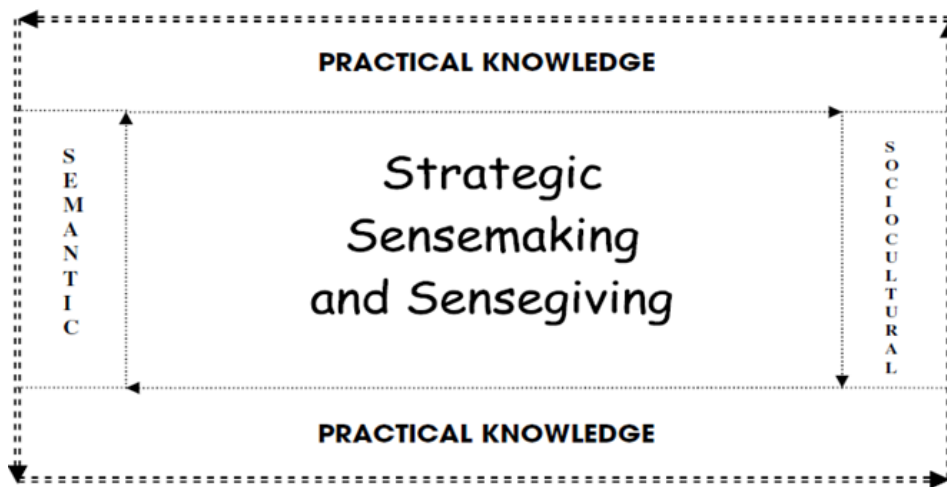 PRACTICAL KNOWLEDGE
SEMANTIC
Strategic
Sensemaking
and Sensegiving
SOCIOCULTURAL
PRACTICAL KNOWLEDGE